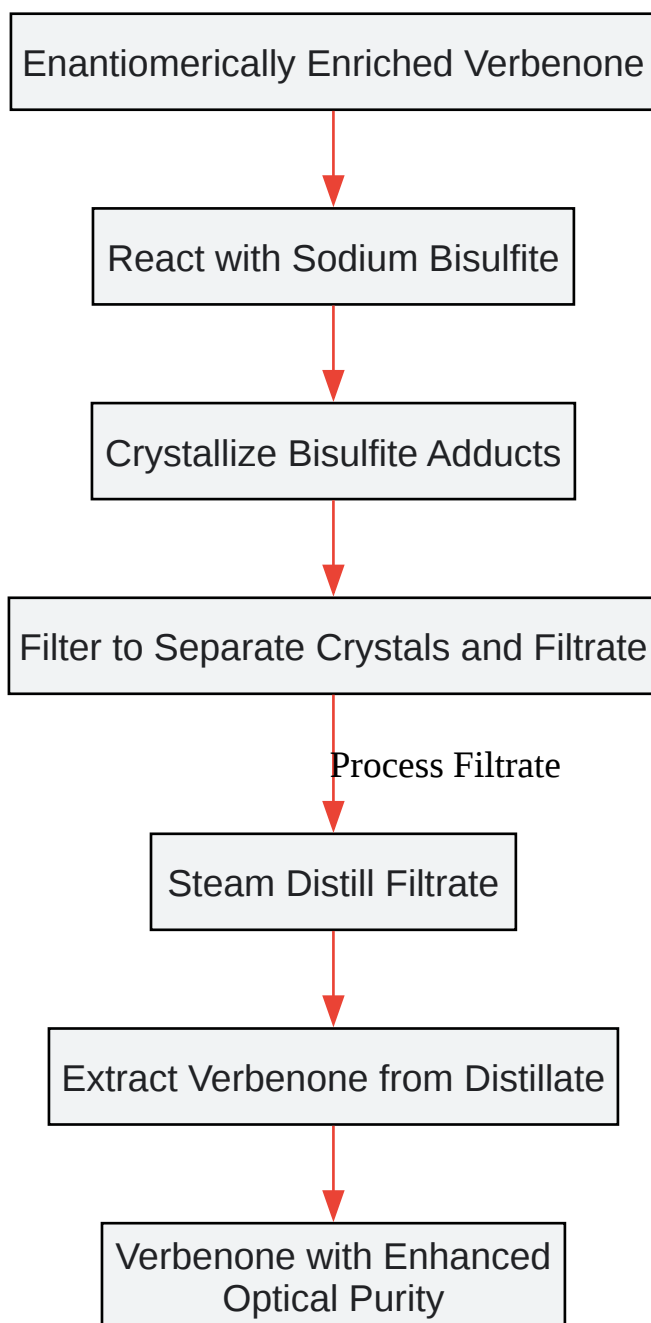 Enantiomerically Enriched Verbenone
React with Sodium Bisulfite
Crystallize Bisulfite Adducts
Filter to Separate Crystals and Filtrate
Process Filtrate
Steam Distill Filtrate
Extract Verbenone from Distillate
Verbenone with Enhanced
Optical Purity